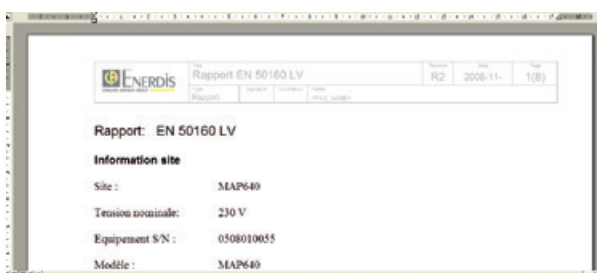 ENERDIS
Rapport EN 50160 LV
R2
2008-11-
1(8)
Rapport
Rapport: EN 50160 LV
Information site
Site : MAP640
Tension nominale: 230 V
Equipement S/N : 0508010055
Modèle : MAP640